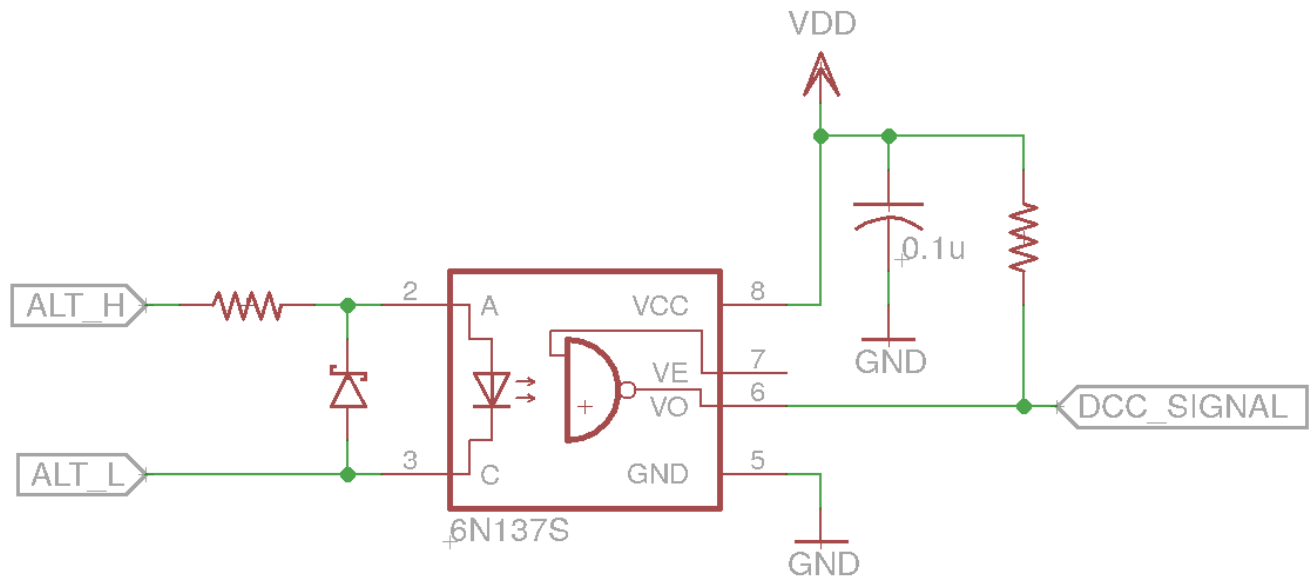 VDD
0.1u
GND
ALT_H
2
A
VCC
8
VE
7
VO
6
DCC_SIGNAL
ALT_L
3
C
GND
5
6N137S
GND